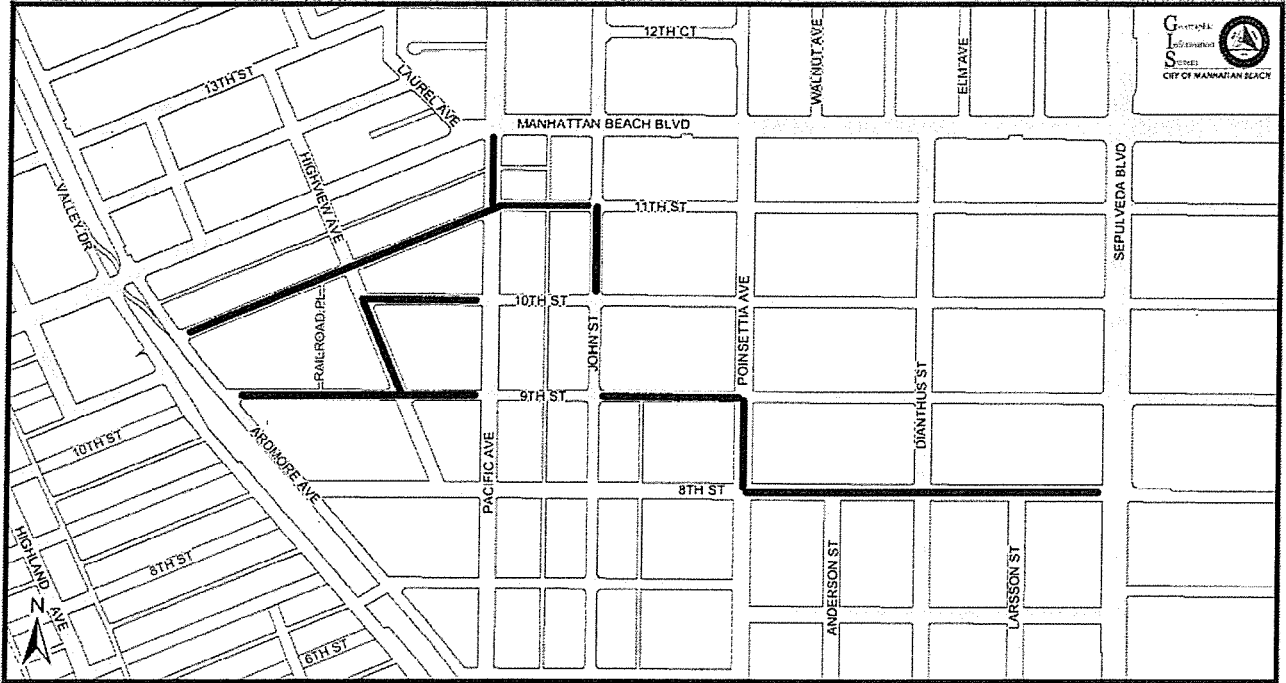 12TH CT
WALNUT AVE
ELM AVE
Geographic
Information
System
CITY OF MANHATTAN BEACH
13TH ST
LAUREL AVE
MANHATTAN BEACH BLVD
HIGHVIEW AVE
VALLEY DR
SEPULVEDA BLVD
11TH ST
RAILROAD PL
10TH ST
JOHN ST
POINSETTIA AVE
DIANTHUS ST
9TH ST
10TH ST
ARDMORE AVE
PACIFIC AVE
8TH ST
HIGHLAND AVE
8TH ST
ANDERSON ST
LARSSON ST
N
6TH ST